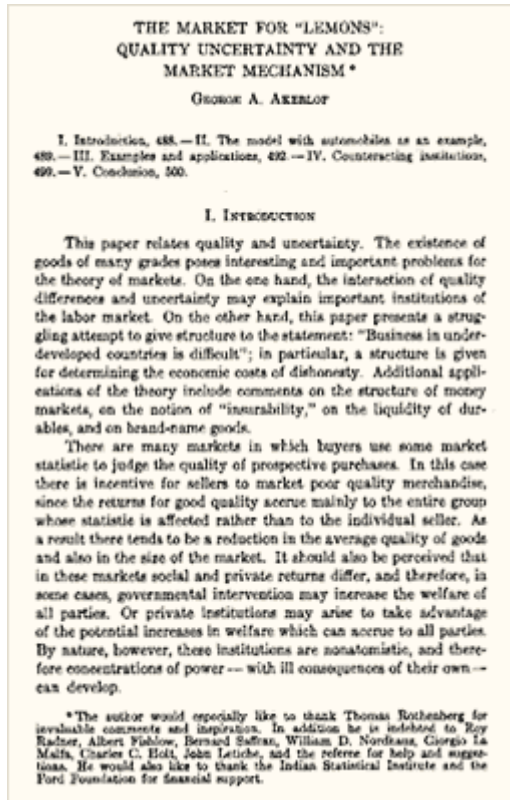 THE MARKET FOR "LEMONS":
QUALITY UNCERTAINTY AND THE
MARKET MECHANISM *
GEORGE A. AKERLOF
I. Introduction, 488. — II. The model with automobiles as an example,
489. — III. Examples and applications, 492. — IV. Counteracting institutions,
499. — V. Conclusion, 500.
I. INTRODUCTION
This paper relates quality and uncertainty. The existence of
goods of many grades poses interesting and important problems for
the theory of markets. On the one hand, the interaction of quality
differences and uncertainty may explain important institutions of
the labor market. On the other hand, this paper presents a strug-
gling attempt to give structure to the statement: "Business in under-
developed countries is difficult"; in particular, a structure is given
for determining the economic costs of dishonesty. Additional appli-
cations of the theory include comments on the structure of money
markets, on the notion of "insurability," on the liquidity of dur-
ables, and on brand-name goods.
There are many markets in which buyers use some market
statistic to judge the quality of prospective purchases. In this case
there is incentive for sellers to market poor quality merchandise,
since the returns for good quality accrue mainly to the entire group
whose statistic is affected rather than to the individual seller. As
a result there tends to be a reduction in the average quality of goods
and also in the size of the market. It should also be perceived that
in these markets social and private returns differ, and therefore, in
some cases, governmental intervention may increase the welfare of
all parties. Or private institutions may arise to take advantage
of the potential increases in welfare which can accrue to all parties.
By nature, however, these institutions are nonatomistic, and there-
fore concentrations of power — with ill consequences of their own —
can develop.
* The author would especially like to thank Thomas Rothenberg for
invaluable comments and inspiration. In addition he is indebted to Roy
Radner, Albert Fishlow, Bernard Saffran, William D. Nordhaus, Giorgio La
Malfa, Charles C. Holt, John Letiche, and the referee for help and sugges-
tions. He would also like to thank the Indian Statistical Institute and the
Ford Foundation for financial support.